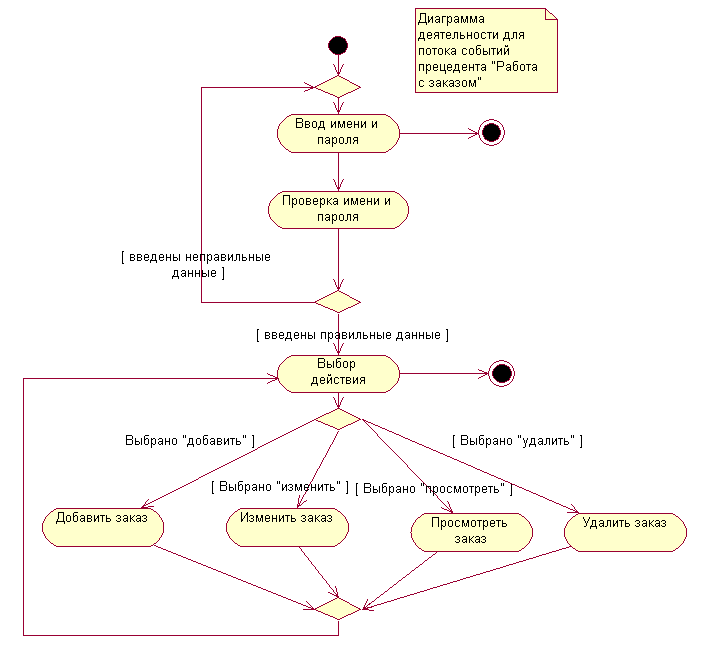 Диаграмма
деятельности для
потока событий
прецедента "Работа
с заказом"
Ввод имени и
пароля
Проверка имени и
пароля
[ введены неправильные
данные ]
[ введены правильные данные ]
Выбор
действия
Выбрано "добавить" ]
[ Выбрано "удалить" ]
[ Выбрано "изменить" ]
[ Выбрано "просмотреть" ]
Добавить заказ
Изменить заказ
Просмотреть
заказ
Удалить заказ